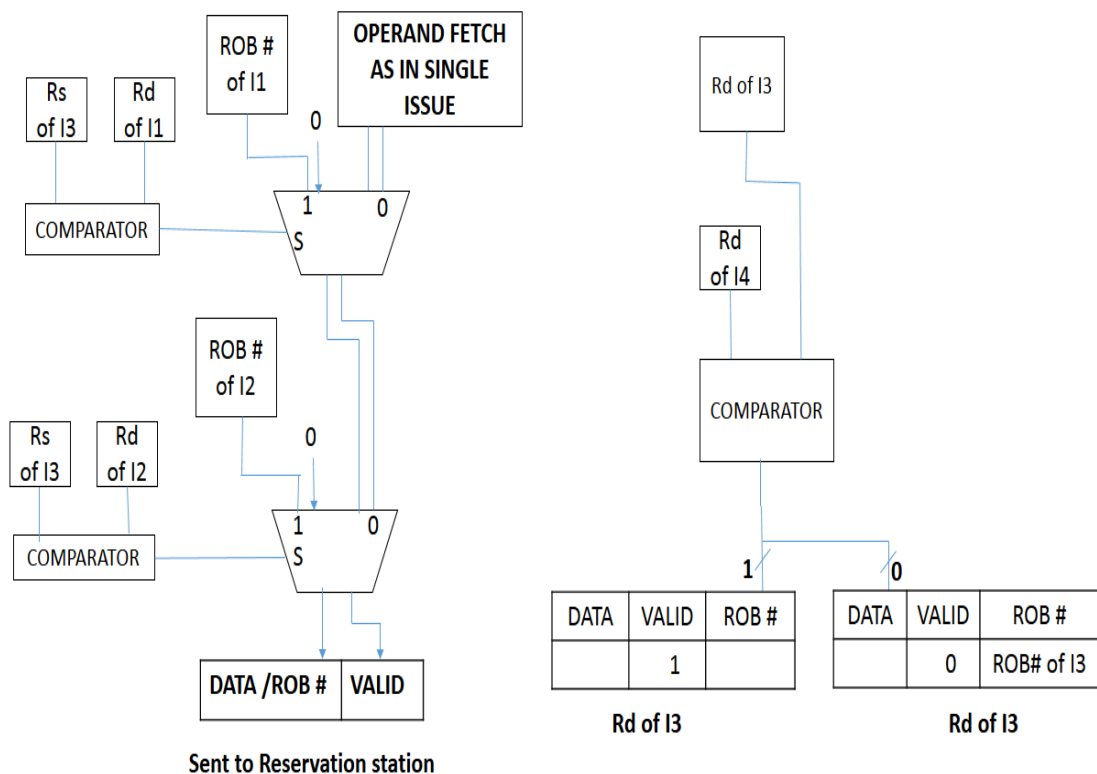 ROB #
of I1
OPERAND FETCH
AS IN SINGLE
ISSUE
Rs
of I3
Rd
of I1
0
1
0
COMPARATOR
S
ROB #
of I2
Rs
of I3
Rd
of I2
0
1
0
COMPARATOR
S
DATA /ROB #
VALID
Sent to Reservation station
Rd of I3
Rd
of I4
COMPARATOR
1
0
DATA VALID ROB #
1
Rd of I3
DATA VALID ROB #
0 ROB# of I3
Rd of I3